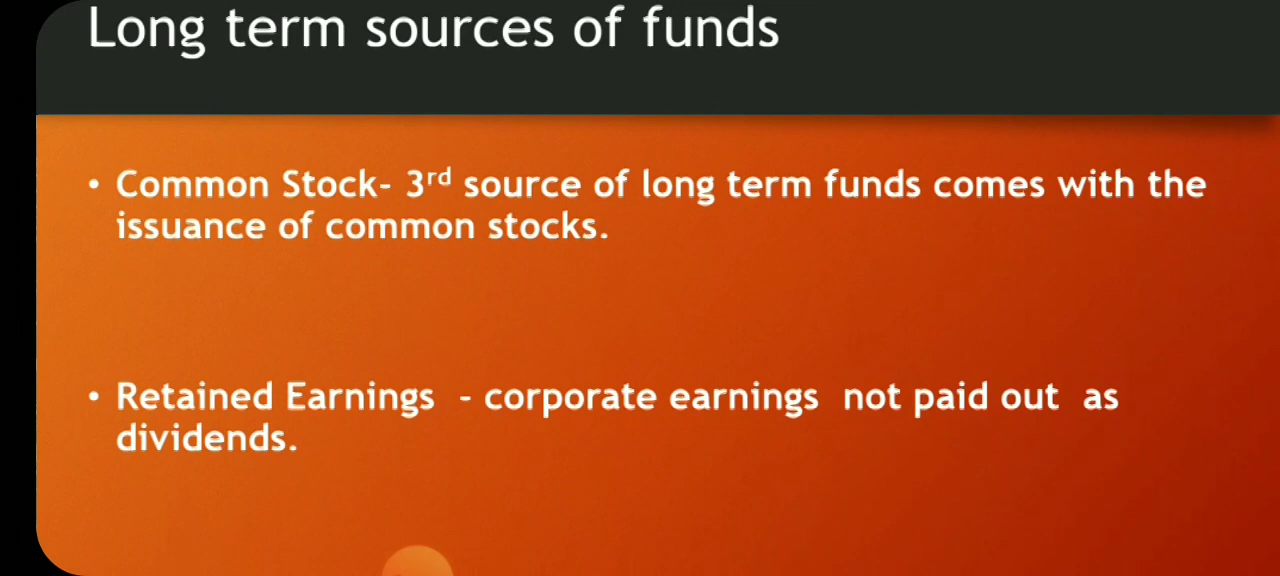 Long term sources of funds
• Common Stock- 3rd source of long term funds comes with the
issuance of common stocks.
• Retained Earnings - corporate earnings not paid out as
dividends.